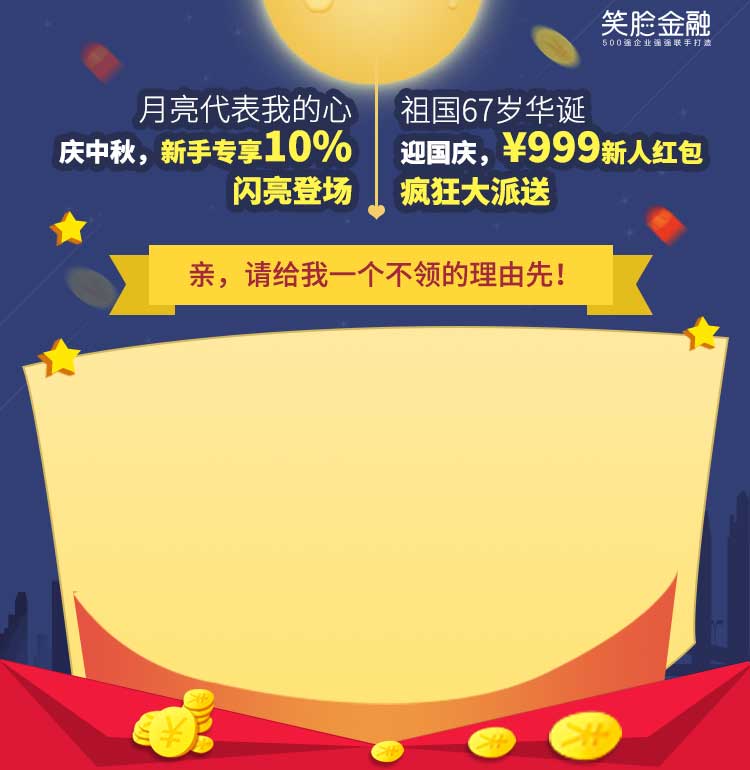 笑脸金融
500强企业强强联手打造
月亮代表我的心
庆中秋，新手专享10%
闪亮登场
祖国67岁华诞
迎国庆，¥999新人红包
疯狂大派送
亲，请给我一个不领的理由先！